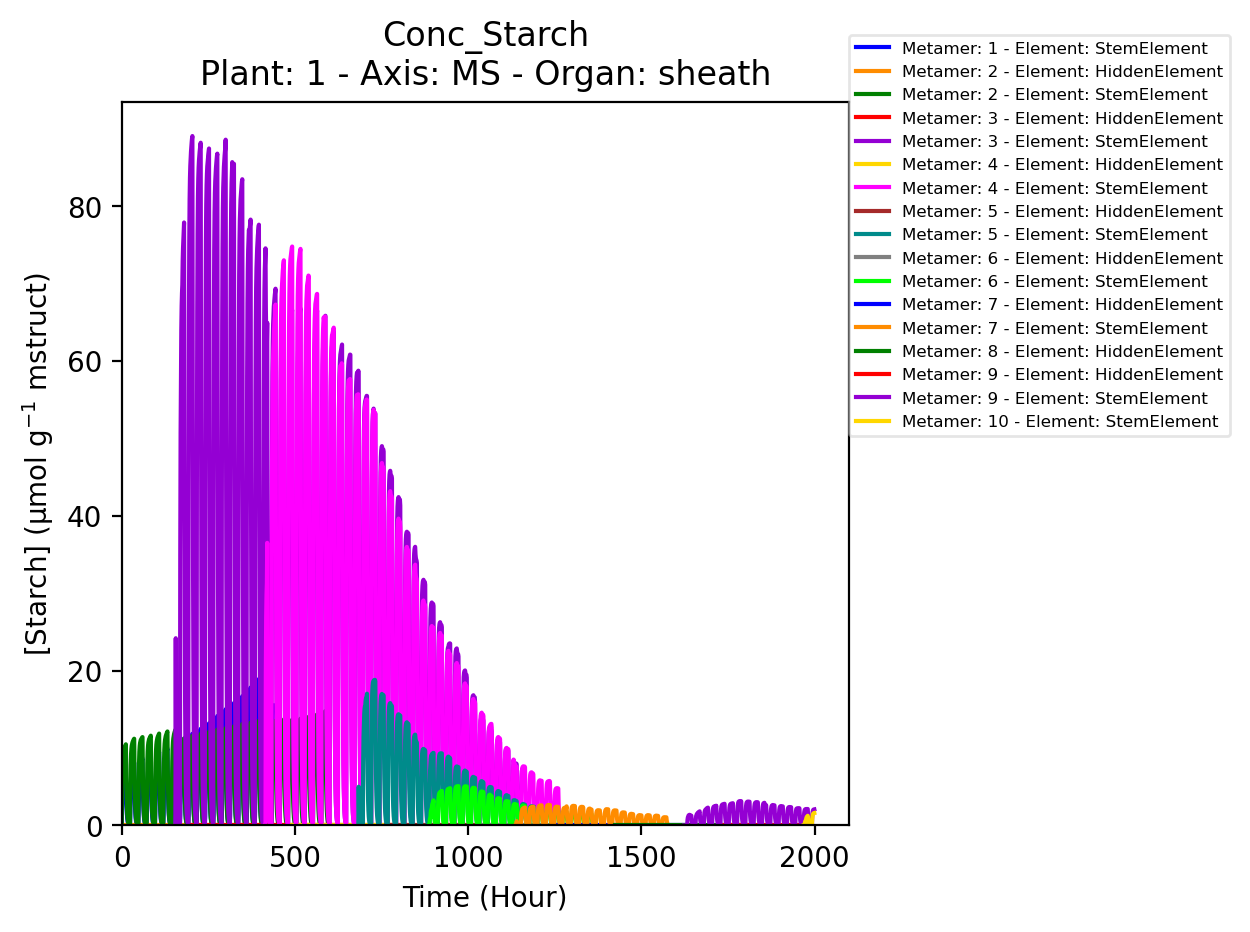 Conc_Starch
Plant: 1 - Axis: MS - Organ: sheath
[Starch] (µmol g⁻¹ mstruct)
80
60
40
20
0
0 500 1000 1500 2000
Time (Hour)
Metamer: 1 - Element: StemElement
Metamer: 2 - Element: HiddenElement
Metamer: 2 - Element: StemElement
Metamer: 3 - Element: HiddenElement
Metamer: 3 - Element: StemElement
Metamer: 4 - Element: HiddenElement
Metamer: 4 - Element: StemElement
Metamer: 5 - Element: HiddenElement
Metamer: 5 - Element: StemElement
Metamer: 6 - Element: HiddenElement
Metamer: 6 - Element: StemElement
Metamer: 7 - Element: HiddenElement
Metamer: 7 - Element: StemElement
Metamer: 8 - Element: HiddenElement
Metamer: 9 - Element: HiddenElement
Metamer: 9 - Element: StemElement
Metamer: 10 - Element: StemElement